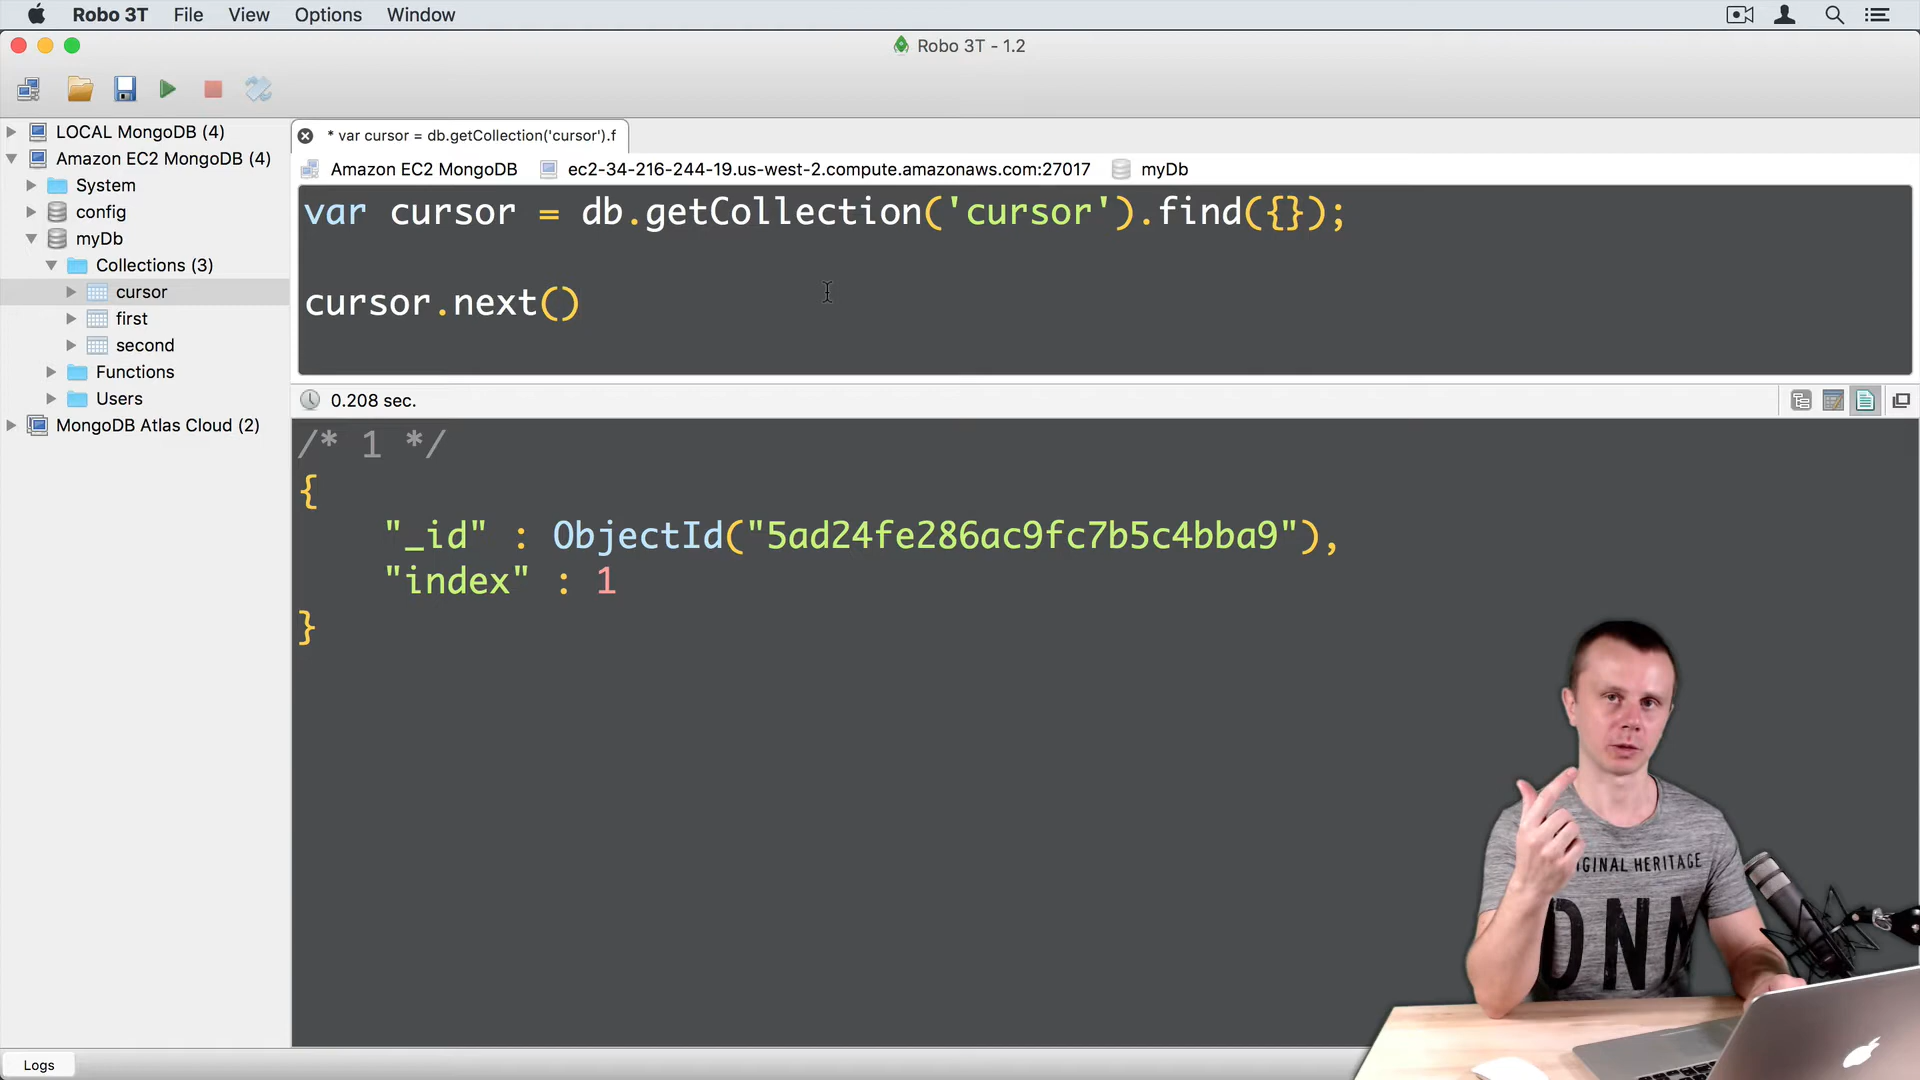 Robo 3T File View Options Window
Robo 3T - 1.2
* var cursor = db.getCollection('cursor').f
Amazon EC2 MongoDB ec2-34-216-244-19.us-west-2.compute.amazonaws.com:27017 myDb
LOCAL MongoDB (4)
Amazon EC2 MongoDB (4)
System
config
myDb
Collections (3)
cursor
first
second
Functions
Users
MongoDB Atlas Cloud (2)
var cursor = db.getCollection('cursor').find({});
cursor.next()
0.208 sec.
/* 1 */
{
"_id" : ObjectId("5ad24fe286ac9fc7b5c4bba9"),
"index" : 1
}
HERITAGE
Logs